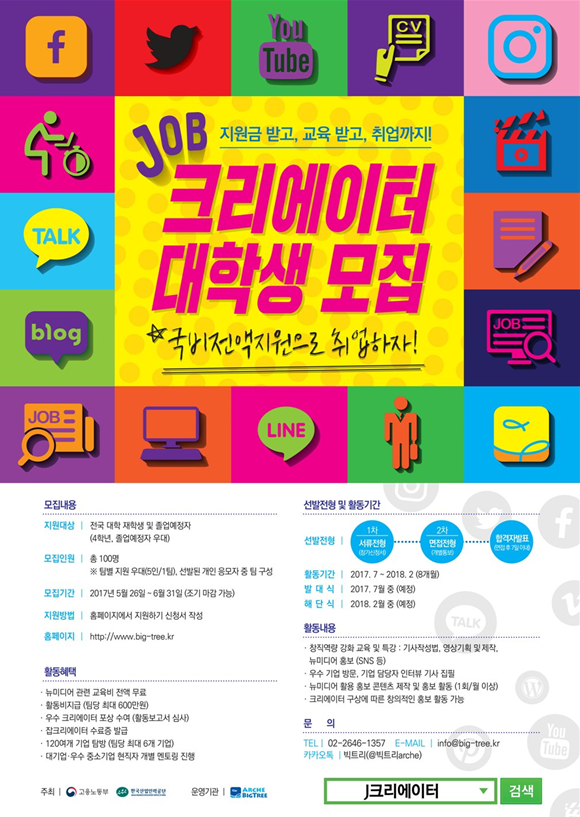 You
Tube
CV
JOB
지원금 받고, 교육 받고, 취업까지!
크리에이터
대학생 모집
국비전액지원으로 취업하자!
TALK
blog
JOB
JOB
LINE
모집내용
지원대상 | 전국 대학 재학생 및 졸업예정자
(4학년, 졸업예정자 우대)
모집인원 | 총 100명
※ 팀별 지원 우대(5인/1팀), 선발된 개인 응모자 중 팀 구성
모집기간 | 2017년 5월 26일 ~ 6월 31일 (조기 마감 가능)
지원방법 | 홈페이지에서 지원하기 신청서 작성
홈페이지 | http://www.big-tree.kr
활동혜택
· 뉴미디어 관련 교육비 전액 무료
· 활동비지급 (팀당 최대 600만원)
· 우수 크리에이터 포상 수여 (활동보고서 심사)
· 잡크리에이터 수료증 발급
· 120여개 기업 탐방 (팀당 최대 6개 기업)
· 대기업·우수 중소기업 현직자 개별 멘토링 진행
선발전형 및 활동기간
선발전형 |
1차
서류전형
(참가신청서)
2차
면접전형
(개별통보)
합격자발표
(면접 후 7일 이내)
활동기간 | 2017. 7 ~ 2018. 2 (8개월)
발 대 식 | 2017. 7월 중 (예정)
해 단 식 | 2018. 2월 중 (예정)
활동내용
· 창직역량 강화 교육 및 특강 : 기사작성법, 영상기획 및 제작,
뉴미디어 홍보 (SNS 등)
· 우수 기업 방문, 기업 담당자 인터뷰 기사 집필
· 뉴미디어 활용 홍보 콘텐츠 제작 및 홍보 활동 (1회/월 이상)
· 크리에이터 구상에 따른 창의적인 홍보 활동 가능
문 의
TEL | 02-2646-1357 E-MAIL | info@big-tree.kr
카카오톡 | 빅트리(@빅트리arche)
TALK
You
Tube
주최 | 고용노동부 한국산업인력공단 운영기관 | ARCHE BIGTREE
J크리에이터 검색